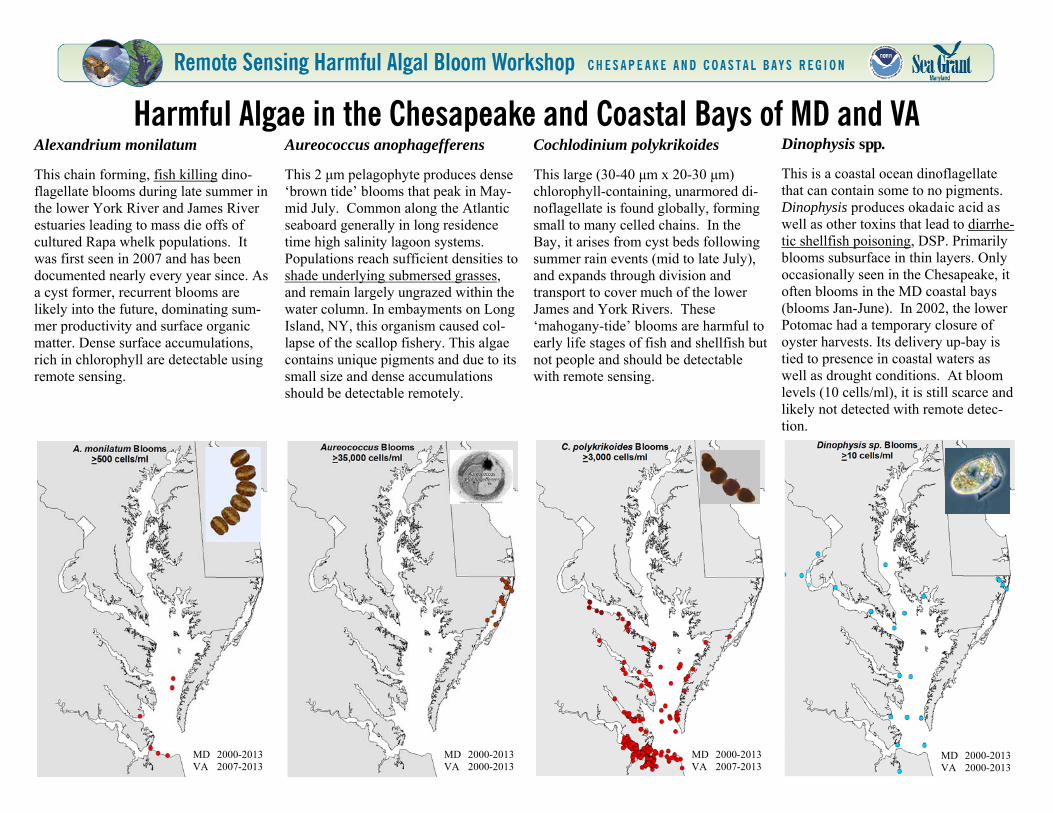 Remote Sensing Harmful Algal Bloom Workshop CHESAPEAKE AND COASTAL BAYS REGION
NOAA
Sea Grant
Maryland
Harmful Algae in the Chesapeake and Coastal Bays of MD and VA
Alexandrium monilatum
This chain forming, fish killing dino-
flagellate blooms during late summer in
the lower York River and James River
estuaries leading to mass die offs of
cultured Rapa whelk populations. It
was first seen in 2007 and has been
documented nearly every year since. As
a cyst former, recurrent blooms are
likely into the future, dominating sum-
mer productivity and surface organic
matter. Dense surface accumulations,
rich in chlorophyll are detectable using
remote sensing.
Aureococcus anophagefferens
This 2 μm pelagophyte produces dense
‘brown tide’ blooms that peak in May-
mid July. Common along the Atlantic
seaboard generally in long residence
time high salinity lagoon systems.
Populations reach sufficient densities to
shade underlying submersed grasses,
and remain largely ungrazed within the
water column. In embayments on Long
Island, NY, this organism caused col-
lapse of the scallop fishery. This algae
contains unique pigments and due to its
small size and dense accumulations
should be detectable remotely.
Cochlodinium polykrikoides
This large (30-40 μm x 20-30 μm)
chlorophyll-containing, unarmored di-
noflagellate is found globally, forming
small to many celled chains. In the
Bay, it arises from cyst beds following
summer rain events (mid to late July),
and expands through division and
transport to cover much of the lower
James and York Rivers. These
‘mahogany-tide’ blooms are harmful to
early life stages of fish and shellfish but
not people and should be detectable
with remote sensing.
Dinophysis spp.
This is a coastal ocean dinoflagellate
that can contain some to no pigments.
Dinophysis produces okadaic acid as
well as other toxins that lead to diarrhe-
tic shellfish poisoning, DSP. Primarily
blooms subsurface in thin layers. Only
occasionally seen in the Chesapeake, it
often blooms in the MD coastal bays
(blooms Jan-June). In 2002, the lower
Potomac had a temporary closure of
oyster harvests. Its delivery up-bay is
tied to presence in coastal waters as
well as drought conditions. At bloom
levels (10 cells/ml), it is still scarce and
likely not detected with remote detec-
tion.
A. monilatum Blooms
≥500 cells/ml
MD 2000-2013
VA 2007-2013
Aureococcus Blooms
≥35,000 cells/ml
MD 2000-2013
VA 2000-2013
C. polykrikoides Blooms
≥3,000 cells/ml
MD 2000-2013
VA 2007-2013
Dinophysis sp. Blooms
≥10 cells/ml
MD 2000-2013
VA 2000-2013